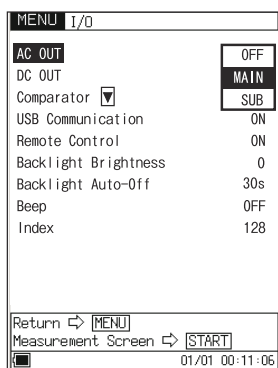 MENU I/O
AC OUT OFF
DC OUT MAIN
Comparator ▼ SUB
USB Communication ON
Remote Control ON
Backlight Brightness 0
Backlight Auto-Off 30s
Beep OFF
Index 128
Return ⇨ MENU
Measurement Screen ⇨ START
01/01 00:11:06